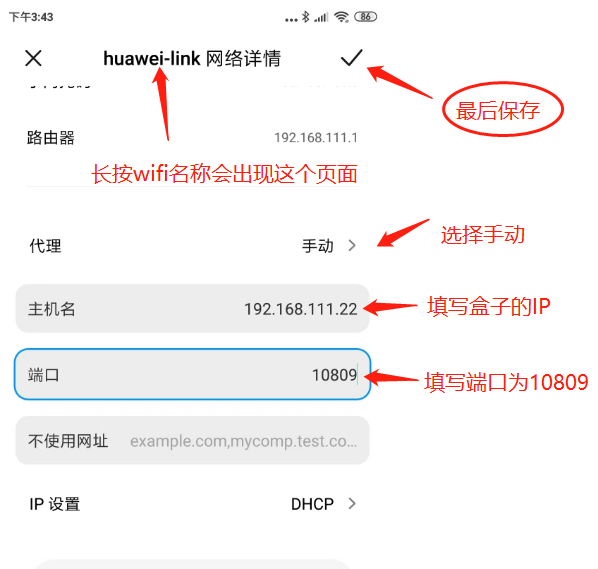 下午3:43
86
huawei-link 网络详情
最后保存
路由器 192.168.111.1
长按wifi名称会出现这个页面
代理 手动
选择手动
主机名 192.168.111.22
填写盒子的IP
端口 10809
填写端口为10809
不使用网址 example.com,mycomp.test.co...
IP 设置 DHCP